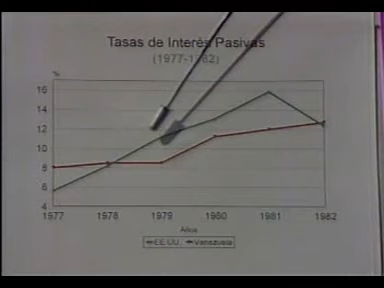 Tasas de Interés Pasivas
(1977-1982)
%
16
14
12
10
8
6
4
1977 1978 1979 1980 1981 1982
Años
EE.UU. Venezuela